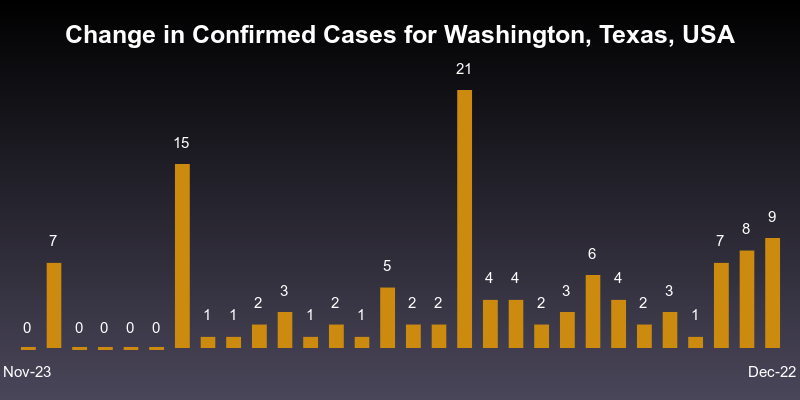 Change in Confirmed Cases for Washington, Texas, USA
0 7 0 0 0 0 15 1 1 2 3 1 2 1 5 2 2 21 4 4 2 3 6 4 2 3 1 7 8 9
Nov-23 Dec-22